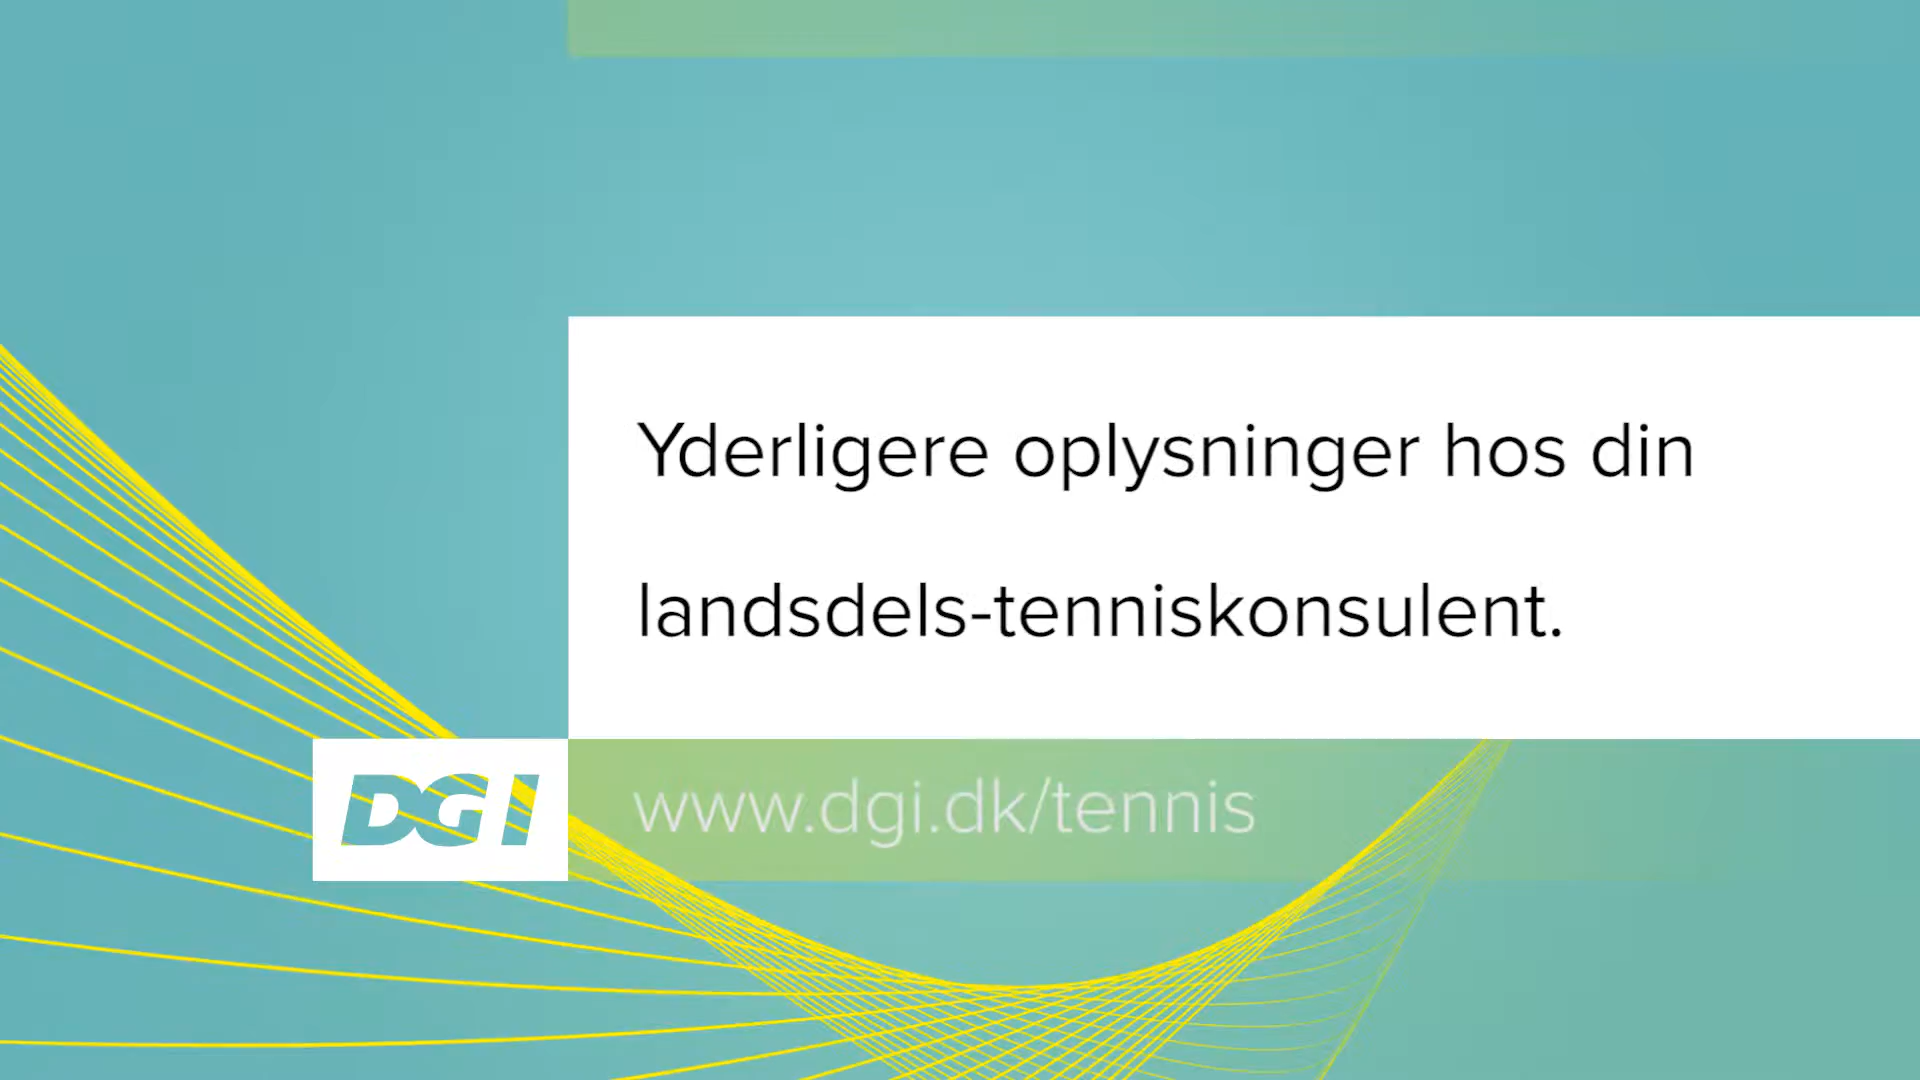 Yderligere oplysninger hos din
landsdels-tenniskonsulent.
DGI
www.dgi.dk/tennis